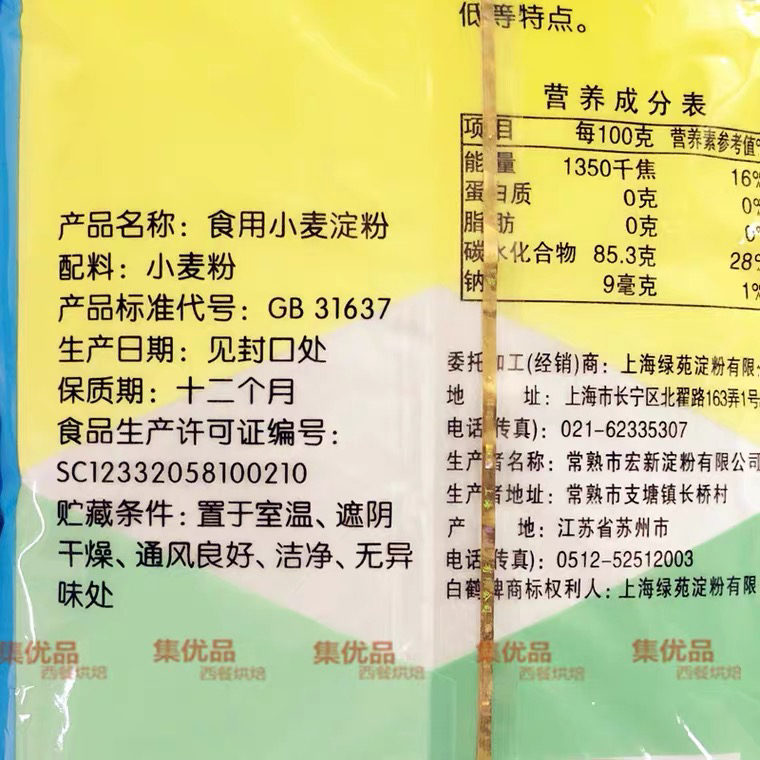 低等特点。
营养成分表
项目 每100克 营养素参考值%
能量 1350千焦 16%
蛋白质 0克 0%
脂肪 0克 0%
碳水化合物 85.3克 28%
钠 9毫克 1%
产品名称：食用小麦淀粉
配料：小麦粉
产品标准代号：GB 31637
生产日期：见封口处
保质期：十二个月
食品生产许可证编号：
SC12332058100210
贮藏条件：置于室温、遮阴
干燥、通风良好、洁净、无异
味处
委托加工(经销)商：上海绿苑淀粉有限
地 址：上海市长宁区北翟路163弄1号
电话(传真)：021-62335307
生产者名称：常熟市宏新淀粉有限公司
生产者地址：常熟市支塘镇长桥村
产 地：江苏省苏州市
电话(传真)：0512-52512003
白鹤牌商标权利人：上海绿苑淀粉有限
集优品 集优品 集优品 集优品 集优品
西餐烘焙 西餐烘焙 西餐烘焙 西餐烘焙 西餐烘焙